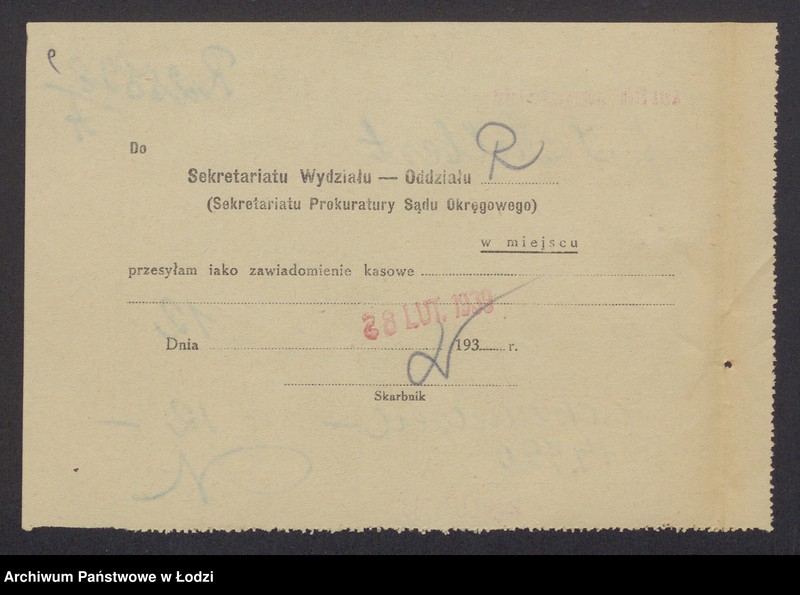 9
Do
Sekretariatu Wydziału — Oddziału R
(Sekretariatu Prokuratury Sądu Okręgowego)
w miejscu
przesyłam jako zawiadomienie kasowe
28 LUT. 1939
Dnia 193 r.
Skarbnik
Archiwum Państwowe w Łodzi